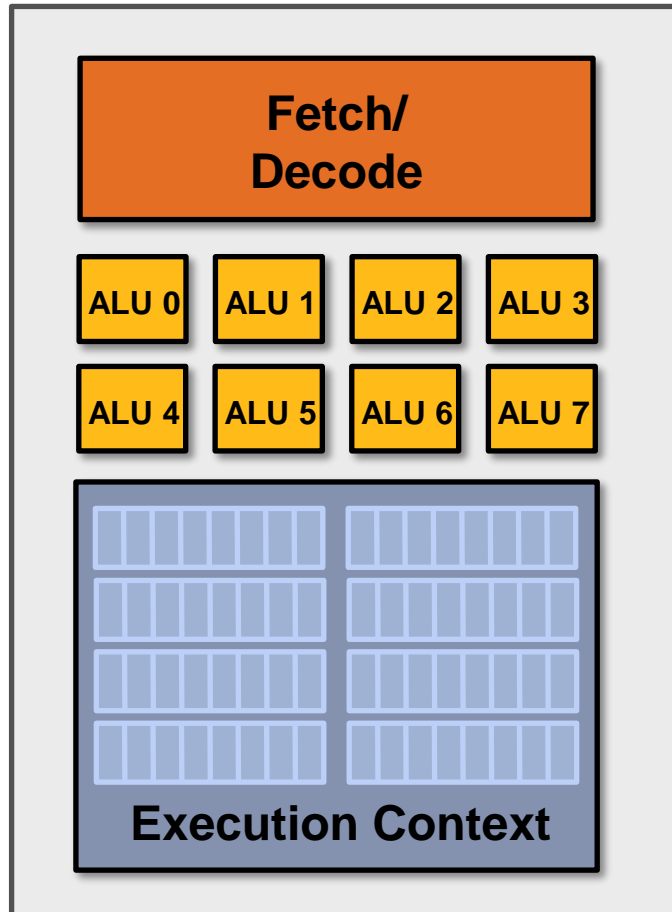 Fetch/
Decode
ALU 0 ALU 1 ALU 2 ALU 3
ALU 4 ALU 5 ALU 6 ALU 7
Execution Context